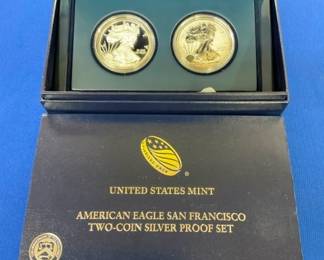 UNITED STATES MINT
AMERICAN EAGLE SAN FRANCISCO
TWO-COIN SILVER PROOF SET